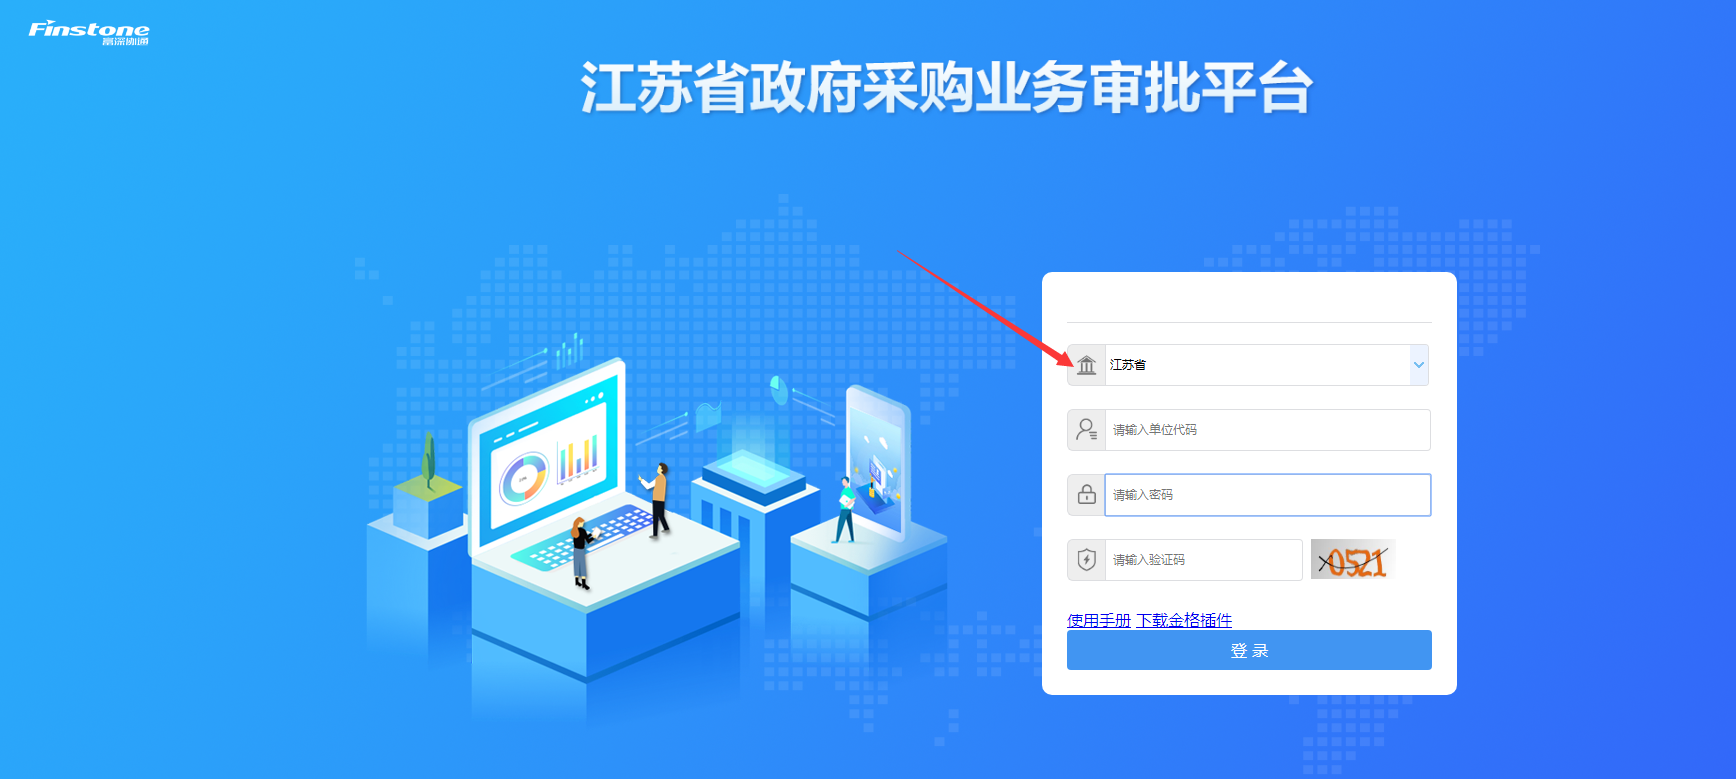 Finstone
富深协通
江苏省政府采购业务审批平台
江苏省
请输入单位代码
请输入密码
请输入验证码
0521
使用手册 下载金格插件
登 录